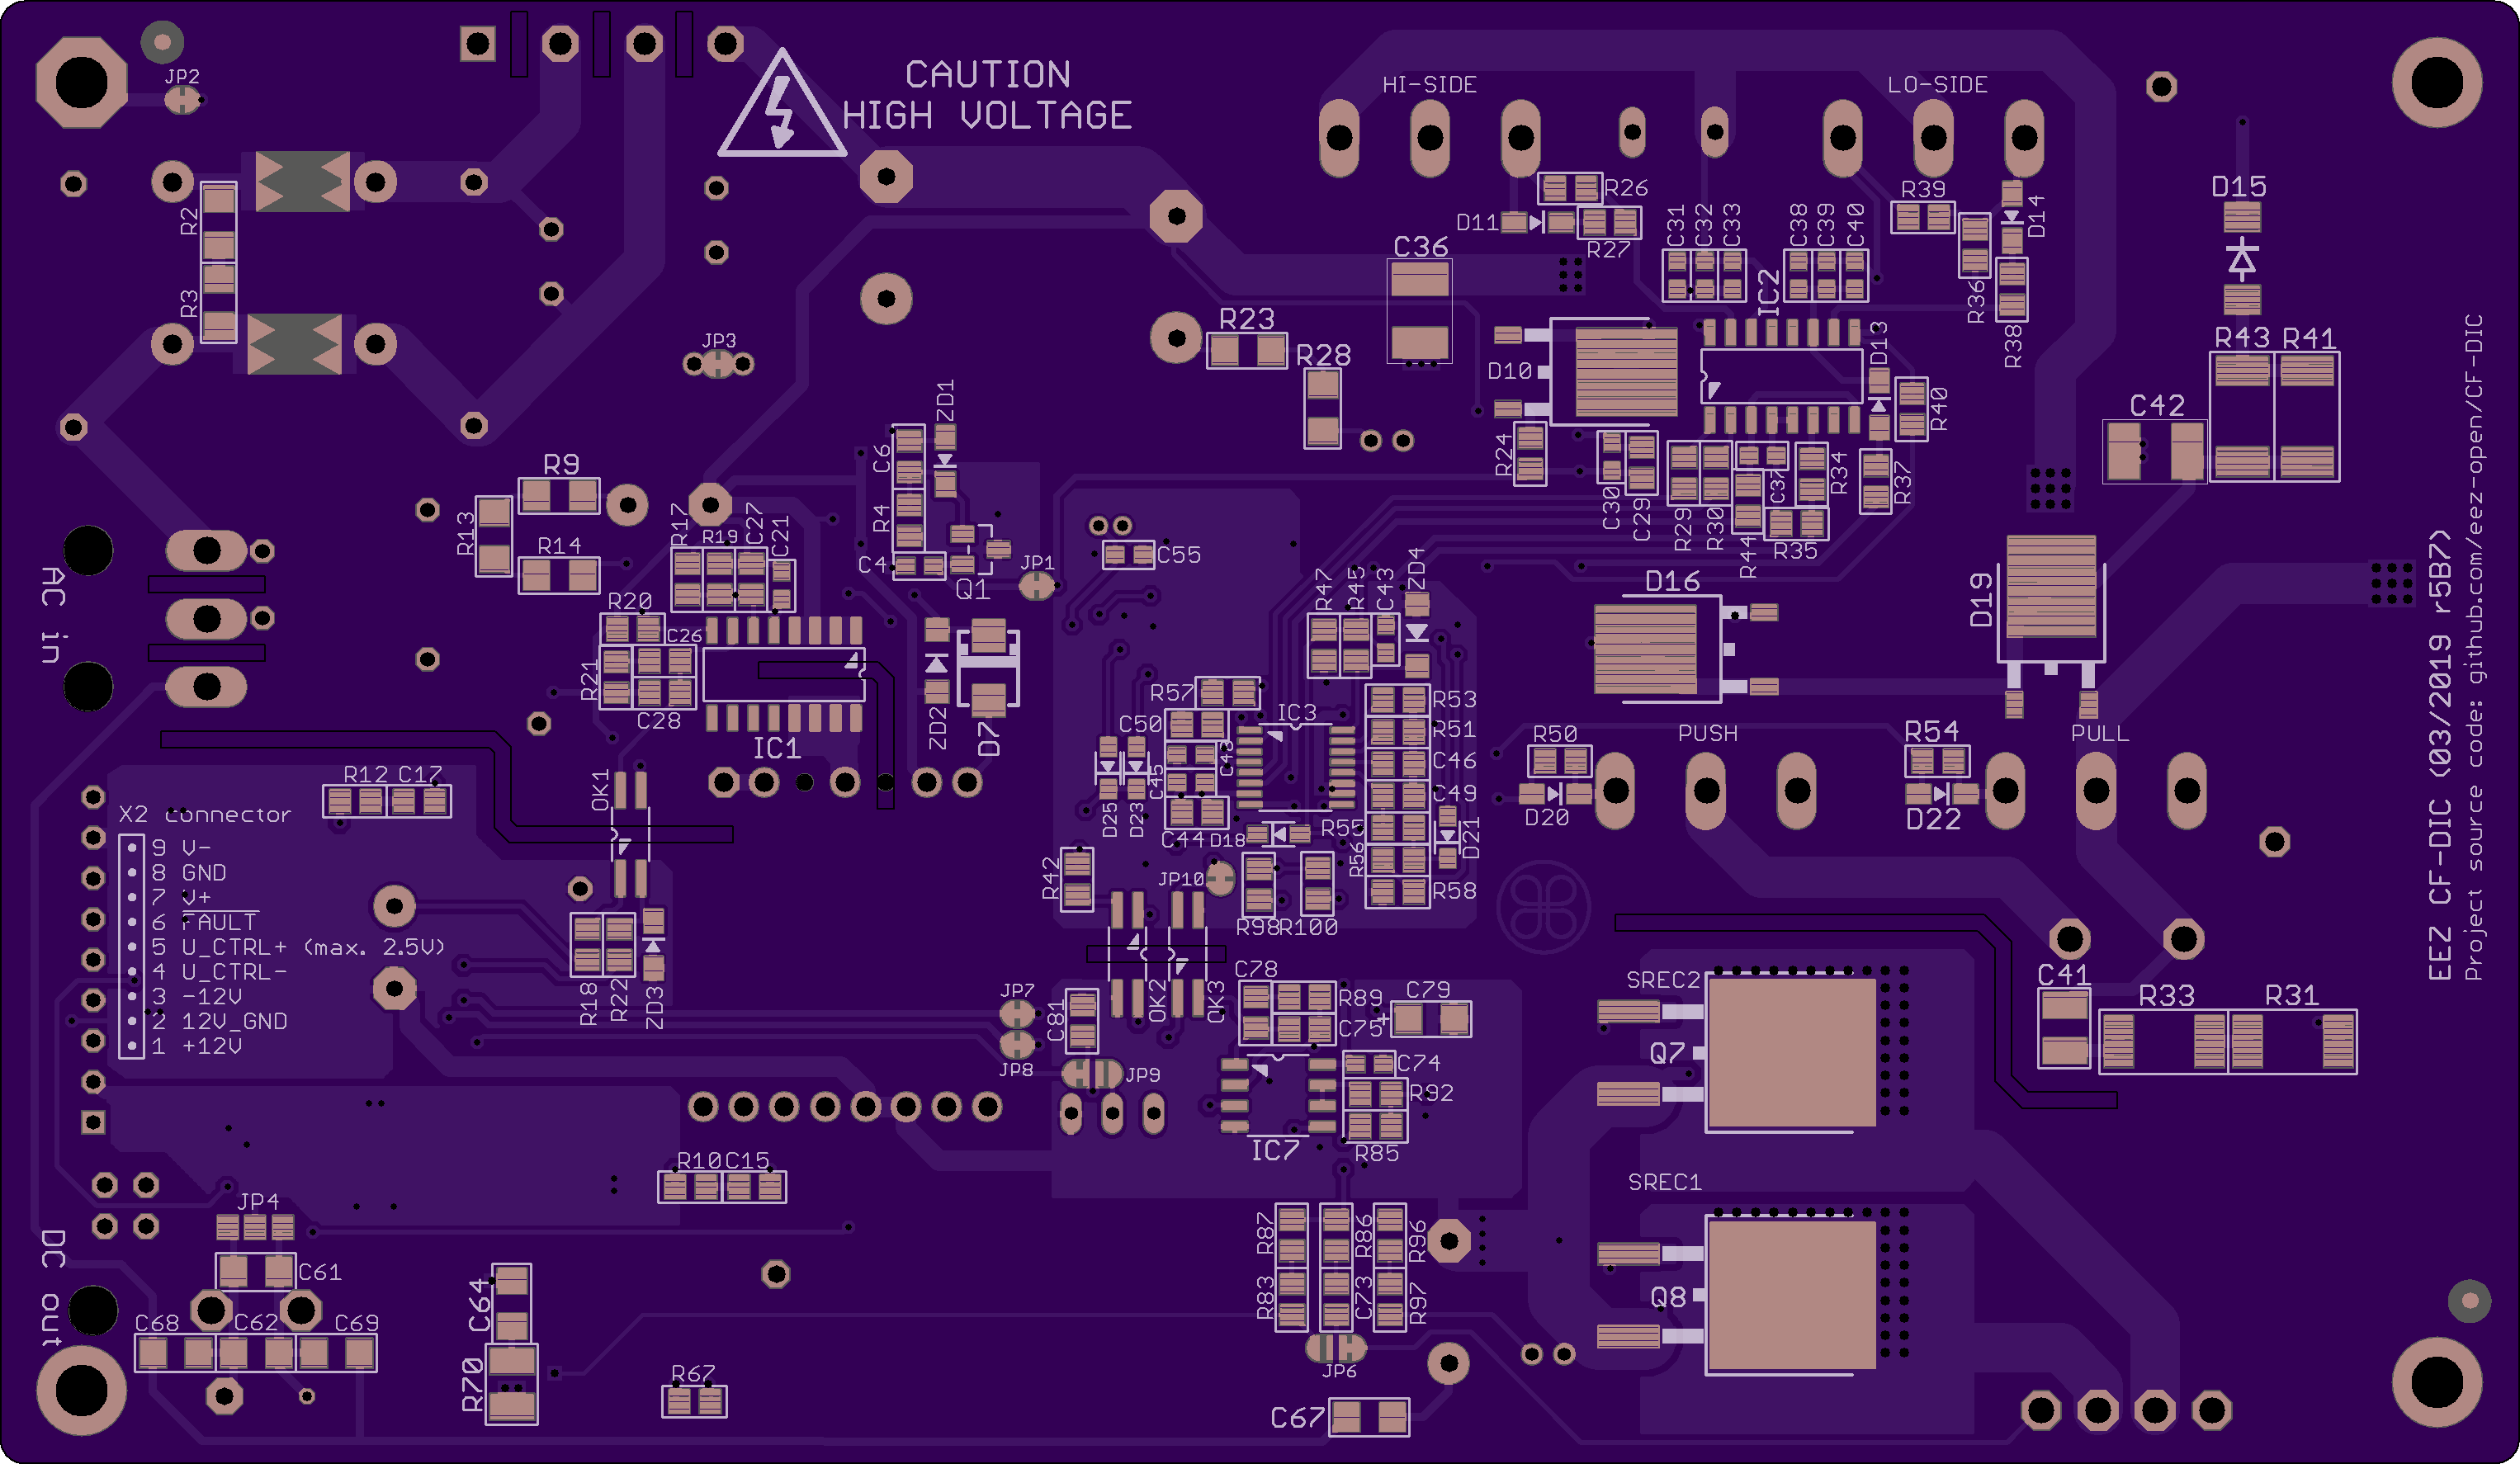 JP2
CAUTION
HIGH VOLTAGE
HI-SIDE
LO-SIDE
R2
R3
R26
D11
R27
C31
C32
C33
C38
C39
C40
R39
D14
D15
C36
IC2
R36
R38
JP3
R23
R28
D10
D13
R40
R43
R41
C42
ZD1
C6
R4
C4
Q1
JP1
C55
R24
C30
C29
R29
R30
R44
C37
R34
R35
R37
R9
R13
R14
R17
R19
C27
C21
R20
C26
R21
C28
IC1
ZD2
D7
AC in
R47
R45
C43
ZD4
D16
D19
R57
IC3
C50
C45
R53
R51
C46
C49
R55
R56
R58
D21
D25
D23
C44
D18
R50
D20
PUSH
R54
D22
PULL
R12
C17
OK1
X2 connector
9 V-
8 GND
7 V+
6 FAULT
5 U_CTRL+ (max. 2.5V)
4 U_CTRL-
3 -12V
2 12V_GND
1 +12V
R18
R22
ZD3
R42
JP10
R98
R100
OK2
OK3
C78
R89
C75
C79
+
C81
JP7
JP8
JP9
C74
R92
R85
IC7
SREC2
Q7
SREC1
Q8
C41
R33
R31
R10
C15
JP4
C61
DC out
C68
C62
C69
C64
R70
R67
R87
R86
R96
R83
C73
R97
JP6
C67
EEZ CF-DIC (03/2019 r5B7)
Project source code: github.com/eez-open/CF-DIC